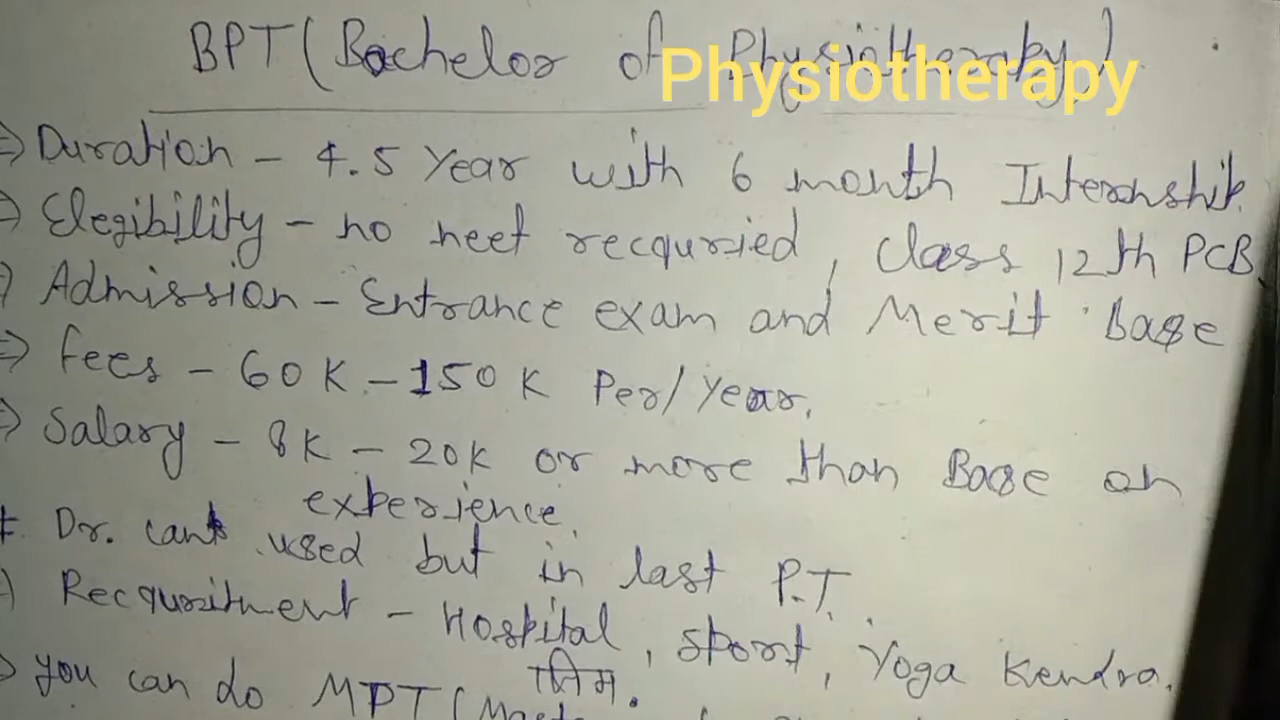 BPT (Bachelor of Physiotherapy)
Physiotherapy
⇒ Duration - 4.5 Year with 6 month Internship.
⇒ Elegibility - no neet recquried, class 12th PCB.
⇒ Admission - Entrance exam and Merit Base
⇒ fees - 60K - 150K Per/Year.
⇒ Salary - 8K - 20K or more than Base on
experience.
* Dr. cant used but in last P.T.
⇒ Recquritment - Hospital, sport, Yoga Kendra.
जिम.
⇒ you can do MPT (